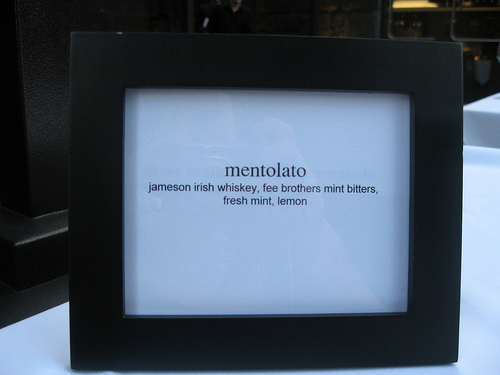 mentolato
jameson irish whiskey, fee brothers mint bitters,
fresh mint, lemon